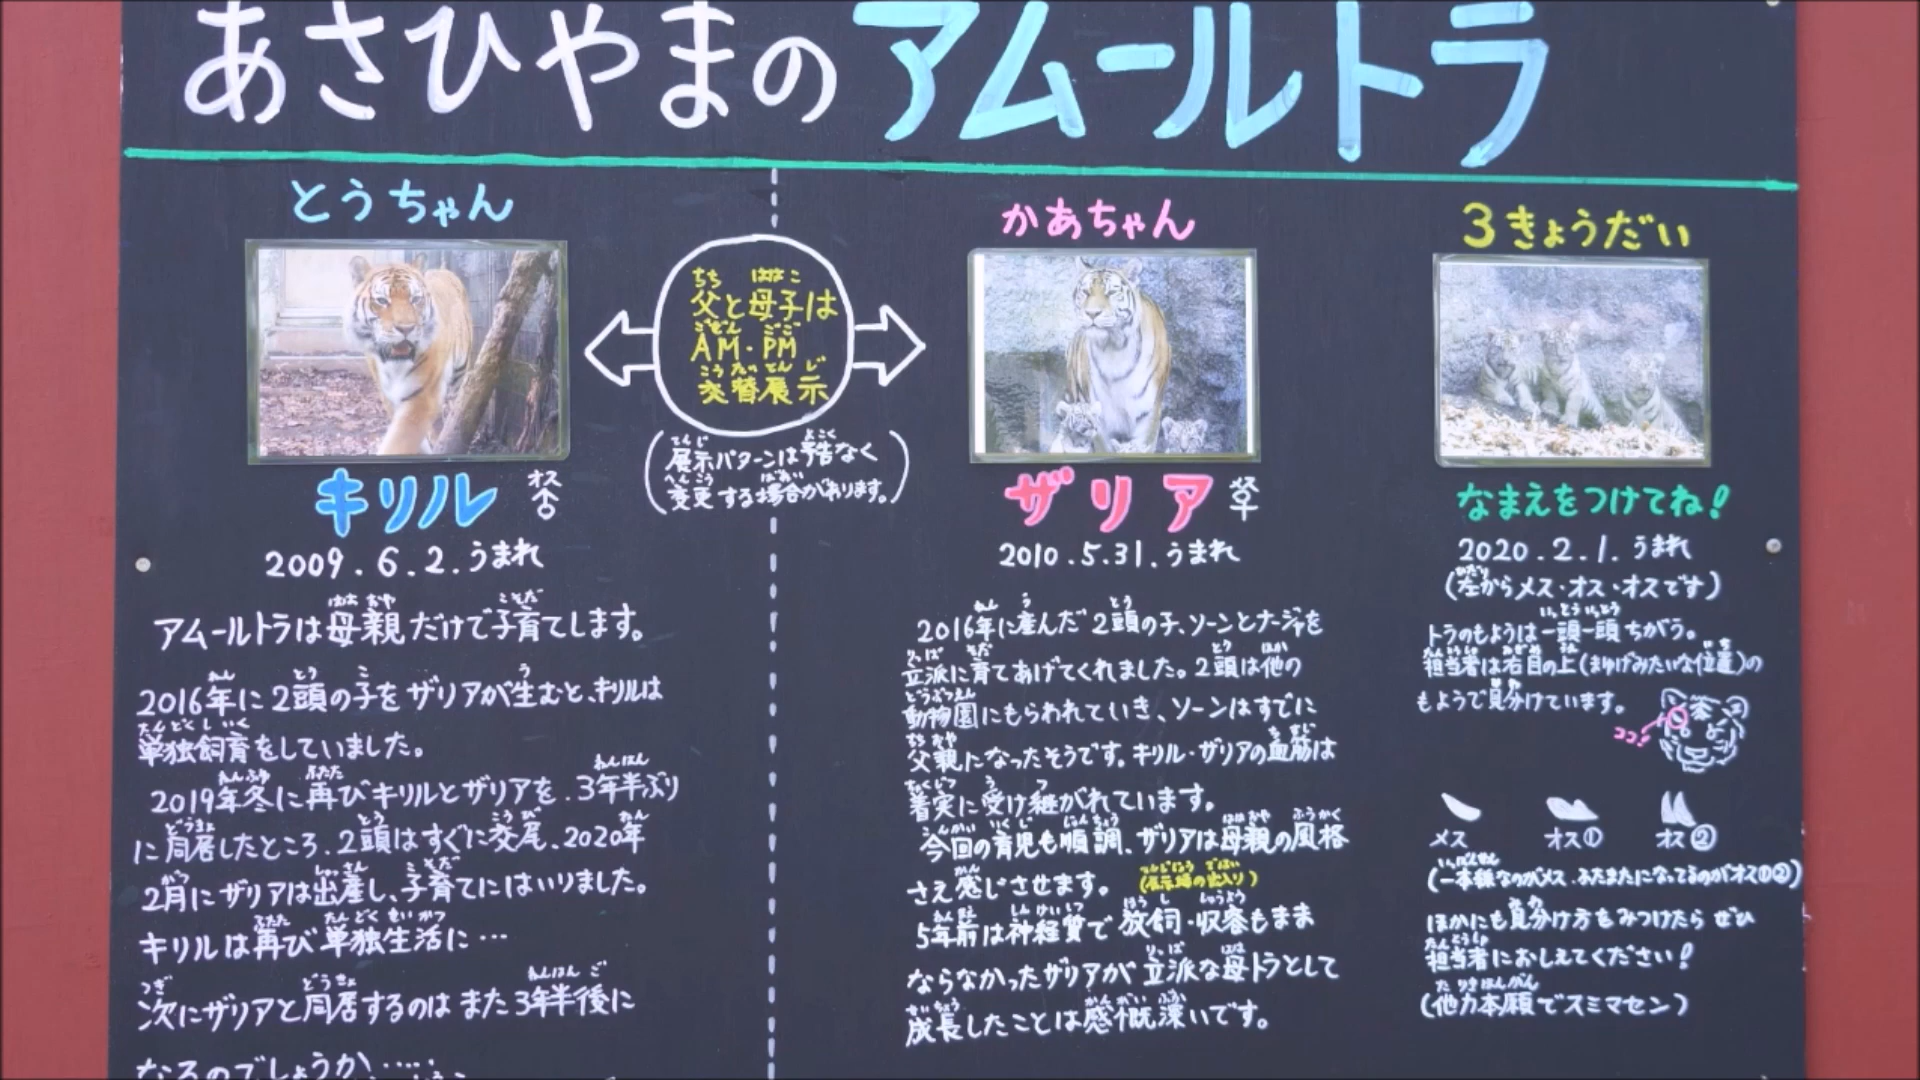 あさひやまのアムールトラ
とうちゃん
父と母子は
AM・PM
交替展示
(展示パターンは予告なく
変更する場合があります。)
キリル オス
2009.6.2.うまれ
アムールトラは母親だけで子育てします。
2016年に2頭の子をザリアが生むと、キリルは
単独飼育をしていました。
2019年冬に再びキリルとザリアを、3年半ぶり
に同居したところ、2頭はすぐに交尾、2020年
2月にザリアは出産し、子育てにはいりました。
キリルは再び単独生活に…
次にザリアと同居するのはまた3年半後に
なるのでしょうか……
かあちゃん
ザリア
2010.5.31.うまれ
2016年に産んだ2頭の子、ソーンとナージャを
立派に育てあげてくれました。2頭は他の
動物園にもらわれていき、ソーンはすでに
父親になったそうです。キリル・ザリアの血筋は
着実に受け継がれています。
今回の育児も順調、ザリアは母親の風格
さえ感じさせます。
(展示場の出入り)
5年前は神経質で放飼・収容もまま
ならなかったザリアが立派な母トラとして
成長したことは感慨深いです。
3きょうだい
なまえをつけてね!
2020.2.1.うまれ
(左からメス・オス・オスです)
トラのもようは一頭一頭ちがう。
担当者は右目の上(まゆげみたいな位置)の
もようで見分けています。
ココ!
メス オス① オス②
(一本線なのがメス、ふたまたになってるのがオス①②)
ほかにも見分け方をみつけたらぜひ
担当者におしえてください!
(他力本願でスミマセン)